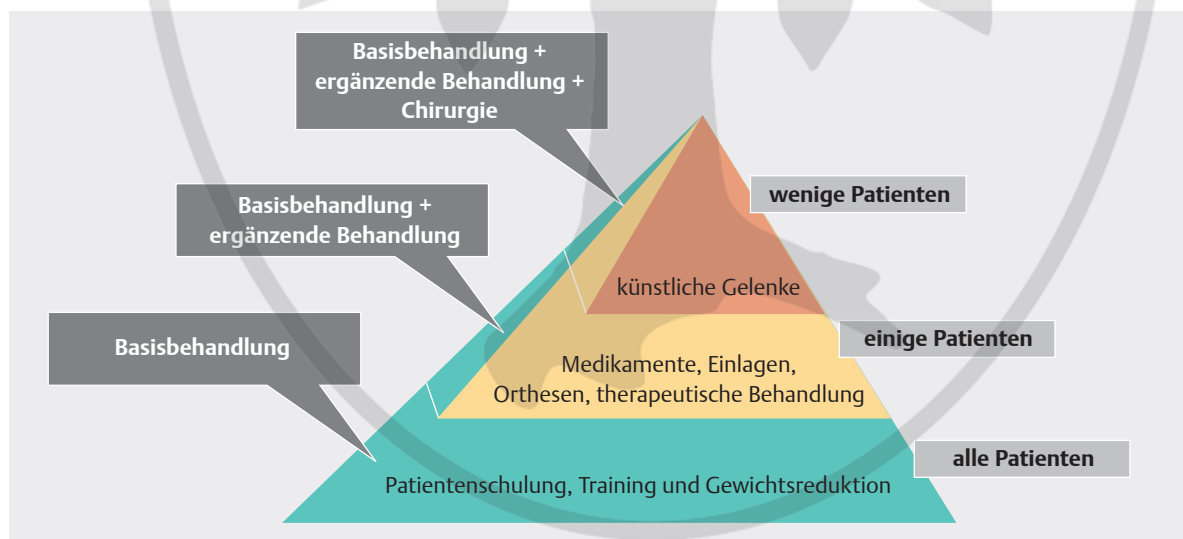 Basisbehandlung +
ergänzende Behandlung +
Chirurgie
wenige Patienten
Basisbehandlung +
ergänzende Behandlung
künstliche Gelenke
einige Patienten
Basisbehandlung
Medikamente, Einlagen,
Orthesen, therapeutische Behandlung
alle Patienten
Patientenschulung, Training und Gewichtsreduktion